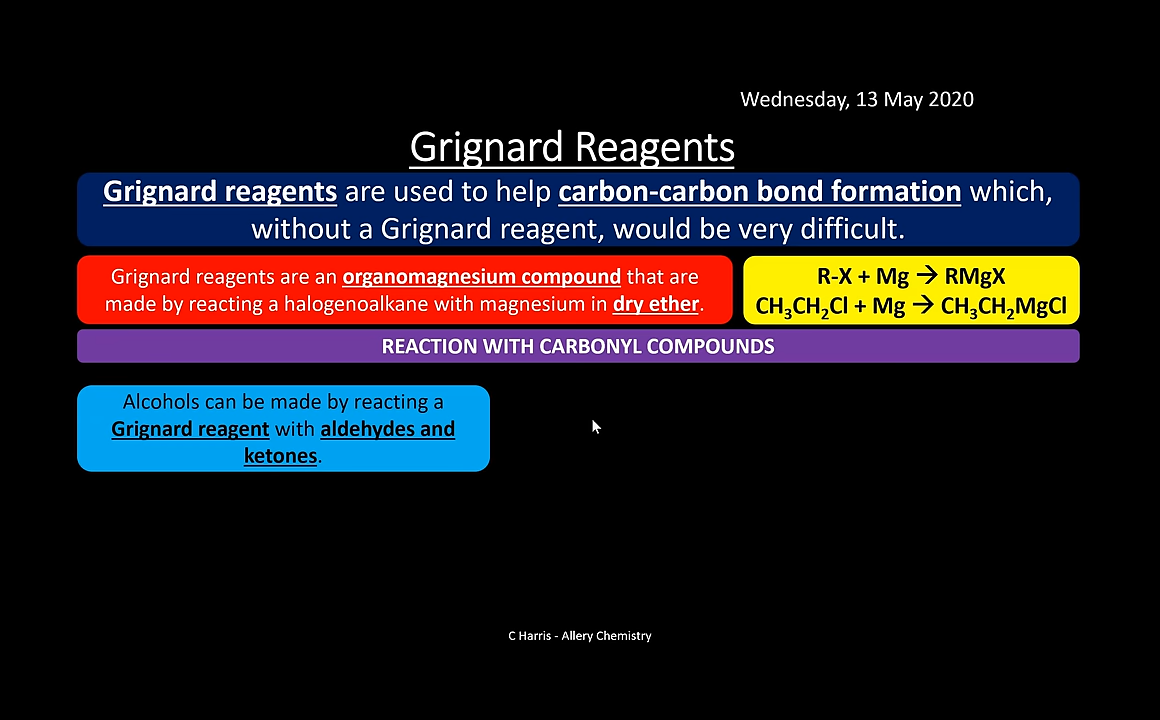 Wednesday, 13 May 2020
Grignard Reagents
Grignard reagents are used to help carbon-carbon bond formation which,
without a Grignard reagent, would be very difficult.
Grignard reagents are an organomagnesium compound that are
made by reacting a halogenoalkane with magnesium in dry ether.
R-X + Mg → RMgX
CH₃CH₂Cl + Mg → CH₃CH₂MgCl
REACTION WITH CARBONYL COMPOUNDS
Alcohols can be made by reacting a
Grignard reagent with aldehydes and
ketones.
C Harris - Allery Chemistry